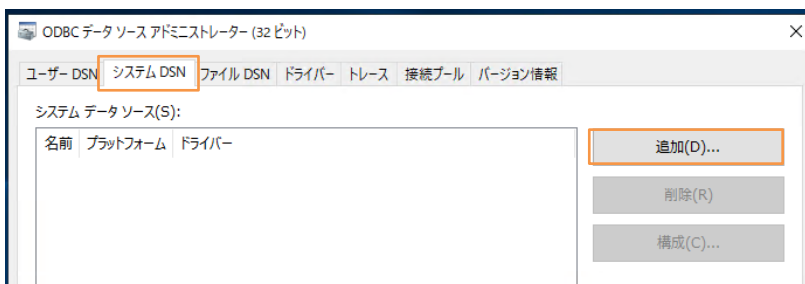 ODBC データ ソース アドミニストレーター (32 ビット)
ユーザー DSN システム DSN ファイル DSN ドライバー トレース 接続プール バージョン情報
システム データ ソース(S):
名前 プラットフォーム ドライバー
追加(D)...
削除(R)
構成(C)...